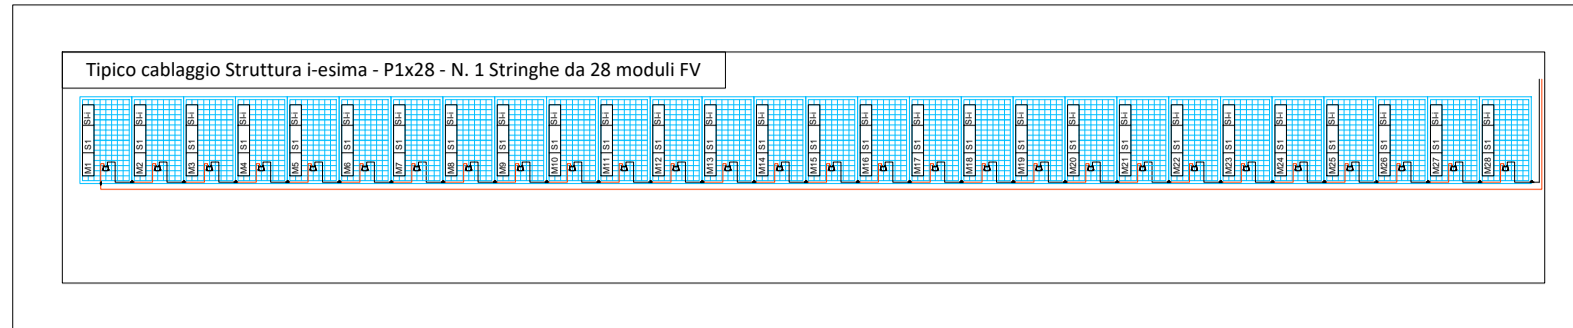 Tipico cablaggio Struttura i-esima - P1x28 - N. 1 Stringhe da 28 moduli FV
M1 S1 SH
M2 S1 SH
M3 S1 SH
M4 S1 SH
M5 S1 SH
M6 S1 SH
M7 S1 SH
M8 S1 SH
M9 S1 SH
M10 S1 SH
M11 S1 SH
M12 S1 SH
M13 S1 SH
M14 S1 SH
M15 S1 SH
M16 S1 SH
M17 S1 SH
M18 S1 SH
M19 S1 SH
M20 S1 SH
M21 S1 SH
M22 S1 SH
M23 S1 SH
M24 S1 SH
M25 S1 SH
M26 S1 SH
M27 S1 SH
M28 S1 SH